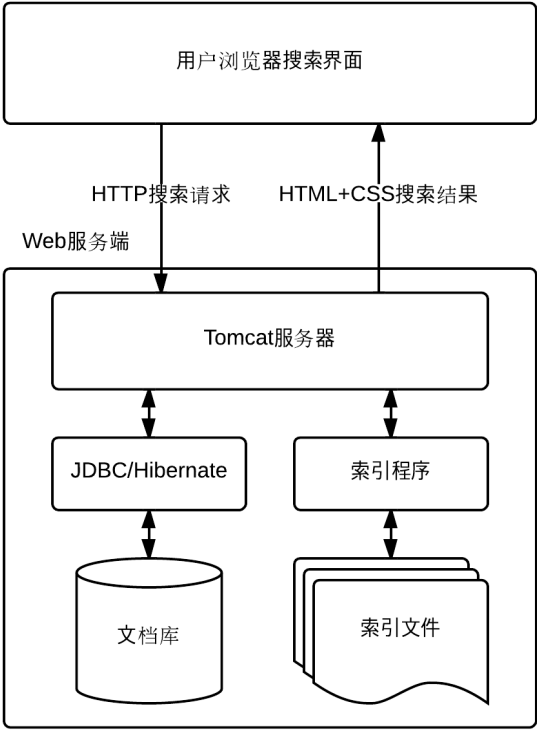 用户浏览器搜索界面
HTTP搜索请求
HTML+CSS搜索结果
Web服务端
Tomcat服务器
JDBC/Hibernate
索引程序
文档库
索引文件